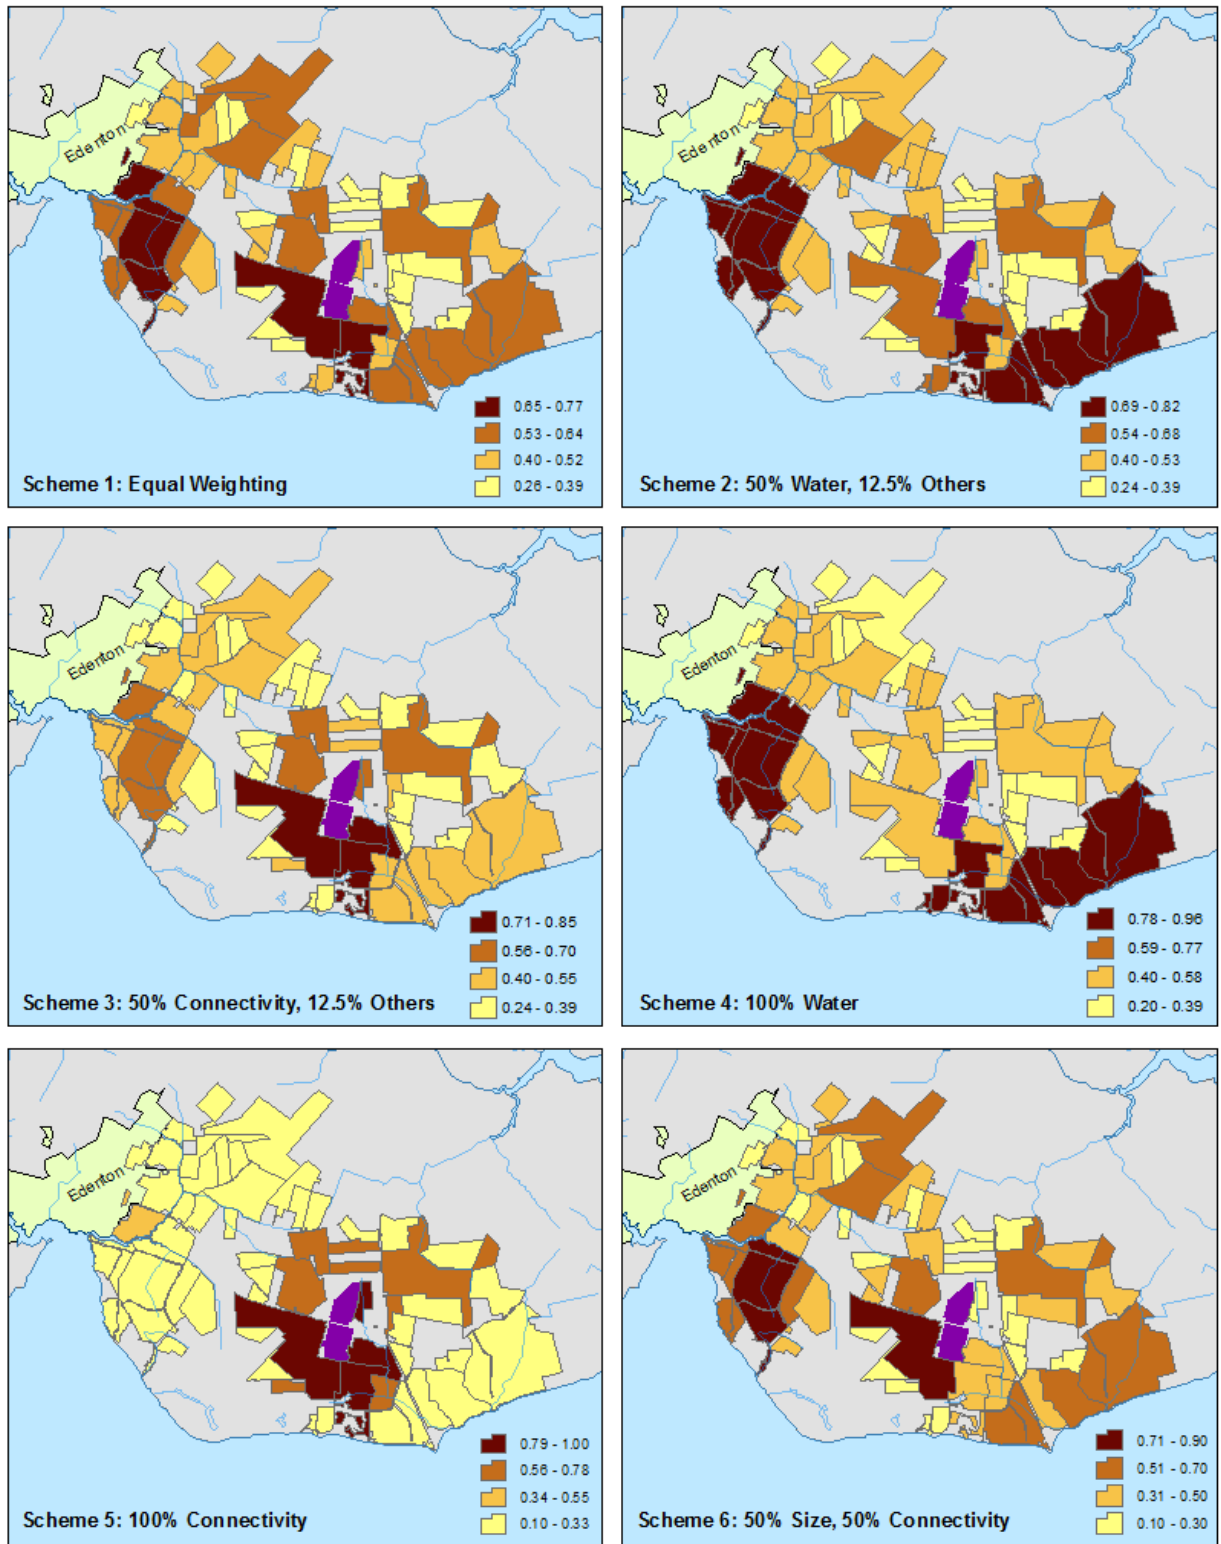 Edenton
0.65 - 0.77
0.53 - 0.64
0.40 - 0.52
0.26 - 0.39
Scheme 1: Equal Weighting
Edenton
0.69 - 0.82
0.54 - 0.68
0.40 - 0.53
0.24 - 0.39
Scheme 2: 50% Water, 12.5% Others
Edenton
0.71 - 0.85
0.56 - 0.70
0.40 - 0.55
0.24 - 0.39
Scheme 3: 50% Connectivity, 12.5% Others
Edenton
0.78 - 0.96
0.59 - 0.77
0.40 - 0.58
0.20 - 0.39
Scheme 4: 100% Water
Edenton
0.79 - 1.00
0.56 - 0.78
0.34 - 0.55
0.10 - 0.33
Scheme 5: 100% Connectivity
Edenton
0.71 - 0.90
0.51 - 0.70
0.31 - 0.50
0.10 - 0.30
Scheme 6: 50% Size, 50% Connectivity